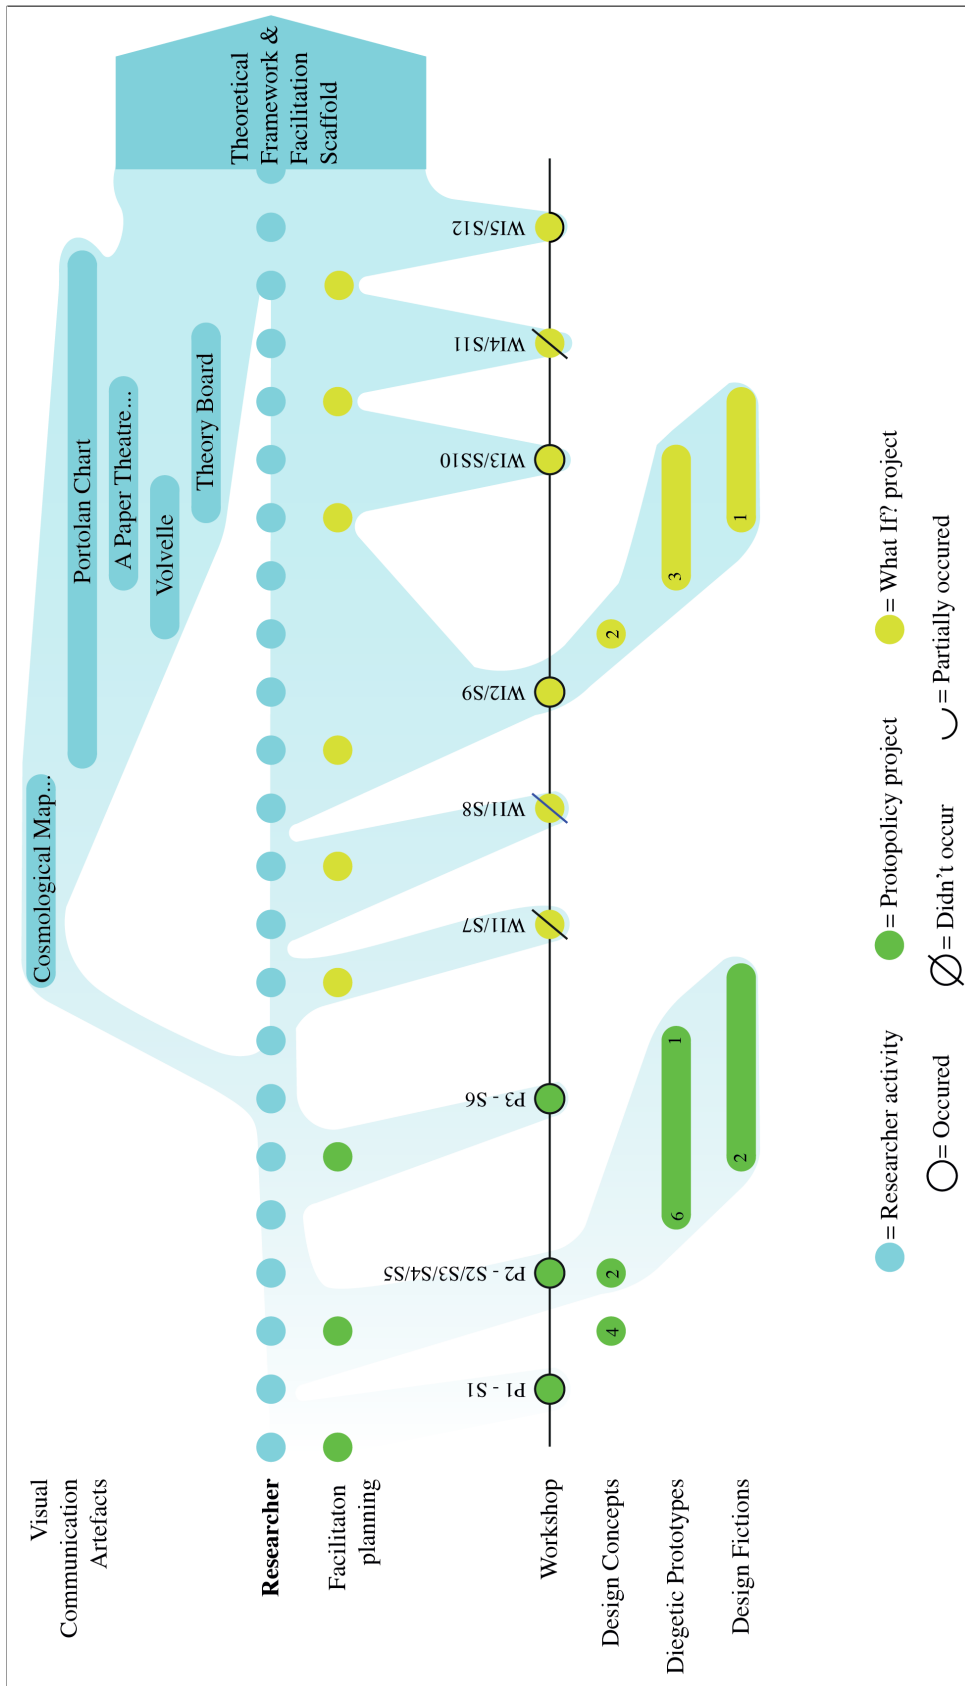 Visual
Communication
Artefacts
Cosmological Map...
Portolan Chart
A Paper Theatre...
Volvelle
Theory Board
Theoretical
Framework &
Facilitation
Scaffold
Researcher
Facilitaton
planning
P1 - S1
P2 - S2/S3/S4/S5
P3 - S6
WI1/S7
WI1/S8
WI2/S9
WI3/SS10
WI4/S11
WI5/S12
Workshop
Design Concepts
4
2
2
Diegetic Prototypes
6
1
3
Design Fictions
2
1
= Researcher activity
= Protopolicy project
= What If? project
= Occured
= Didn't occur
= Partially occured